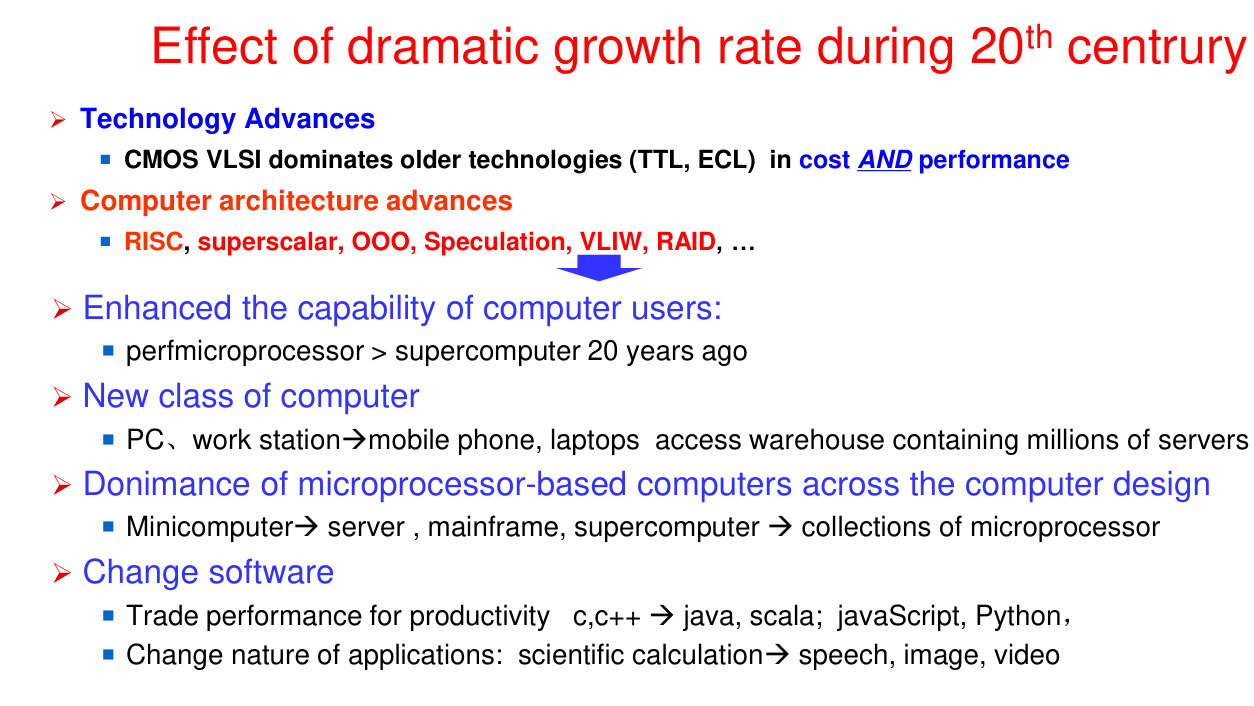 Effect of dramatic growth rate during 20th centrury
Technology Advances
CMOS VLSI dominates older technologies (TTL, ECL) in cost AND performance
Computer architecture advances
RISC, superscalar, OOO, Speculation, VLIW, RAID, …
Enhanced the capability of computer users:
perfmicroprocessor > supercomputer 20 years ago
New class of computer
PC、work station→mobile phone, laptops access warehouse containing millions of servers
Donimance of microprocessor-based computers across the computer design
Minicomputer→ server , mainframe, supercomputer → collections of microprocessor
Change software
Trade performance for productivity c,c++ → java, scala; javaScript, Python，
Change nature of applications: scientific calculation→ speech, image, video